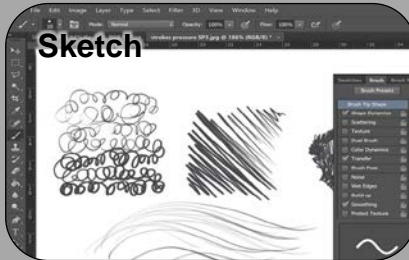 File Edit Image Layer Type Select Filter 3D View Window Help
Mode: Normal Opacity: 100% Flow: 100%
strokes pressure SP3.jpg @ 100% (RGB/8) *
Sketch
Brush
Brush Presets
Brush Tip Shape
Shape Dynamics
Scattering
Texture
Dual Brush
Color Dynamics
Transfer
Brush Pose
Noise
Wet Edges
Build-up
Smoothing
Protect Texture